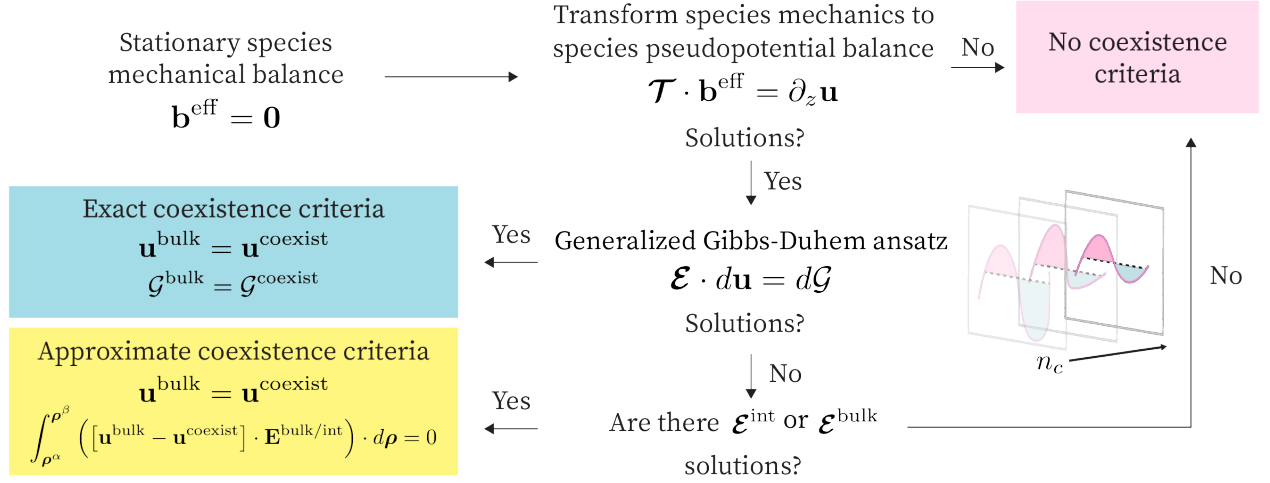 Stationary species
mechanical balance
𝐛^eff = 𝟎
Transform species mechanics to
species pseudopotential balance
𝓣 · 𝐛^eff = ∂_z 𝐮
Solutions?
No
No coexistence
criteria
Yes
Exact coexistence criteria
𝐮^bulk = 𝐮^coexist
𝒢^bulk = 𝒢^coexist
Yes
Generalized Gibbs-Duhem ansatz
𝓔 · d𝐮 = d𝒢
Solutions?
No
No
n_c
Approximate coexistence criteria
𝐮^bulk = 𝐮^coexist
∫_{𝝆^α}^{𝝆^β} ([𝐮^bulk − 𝐮^coexist] · 𝐄^bulk/int) · d𝝆 = 0
Yes
Are there 𝓔^int or 𝓔^bulk
solutions?